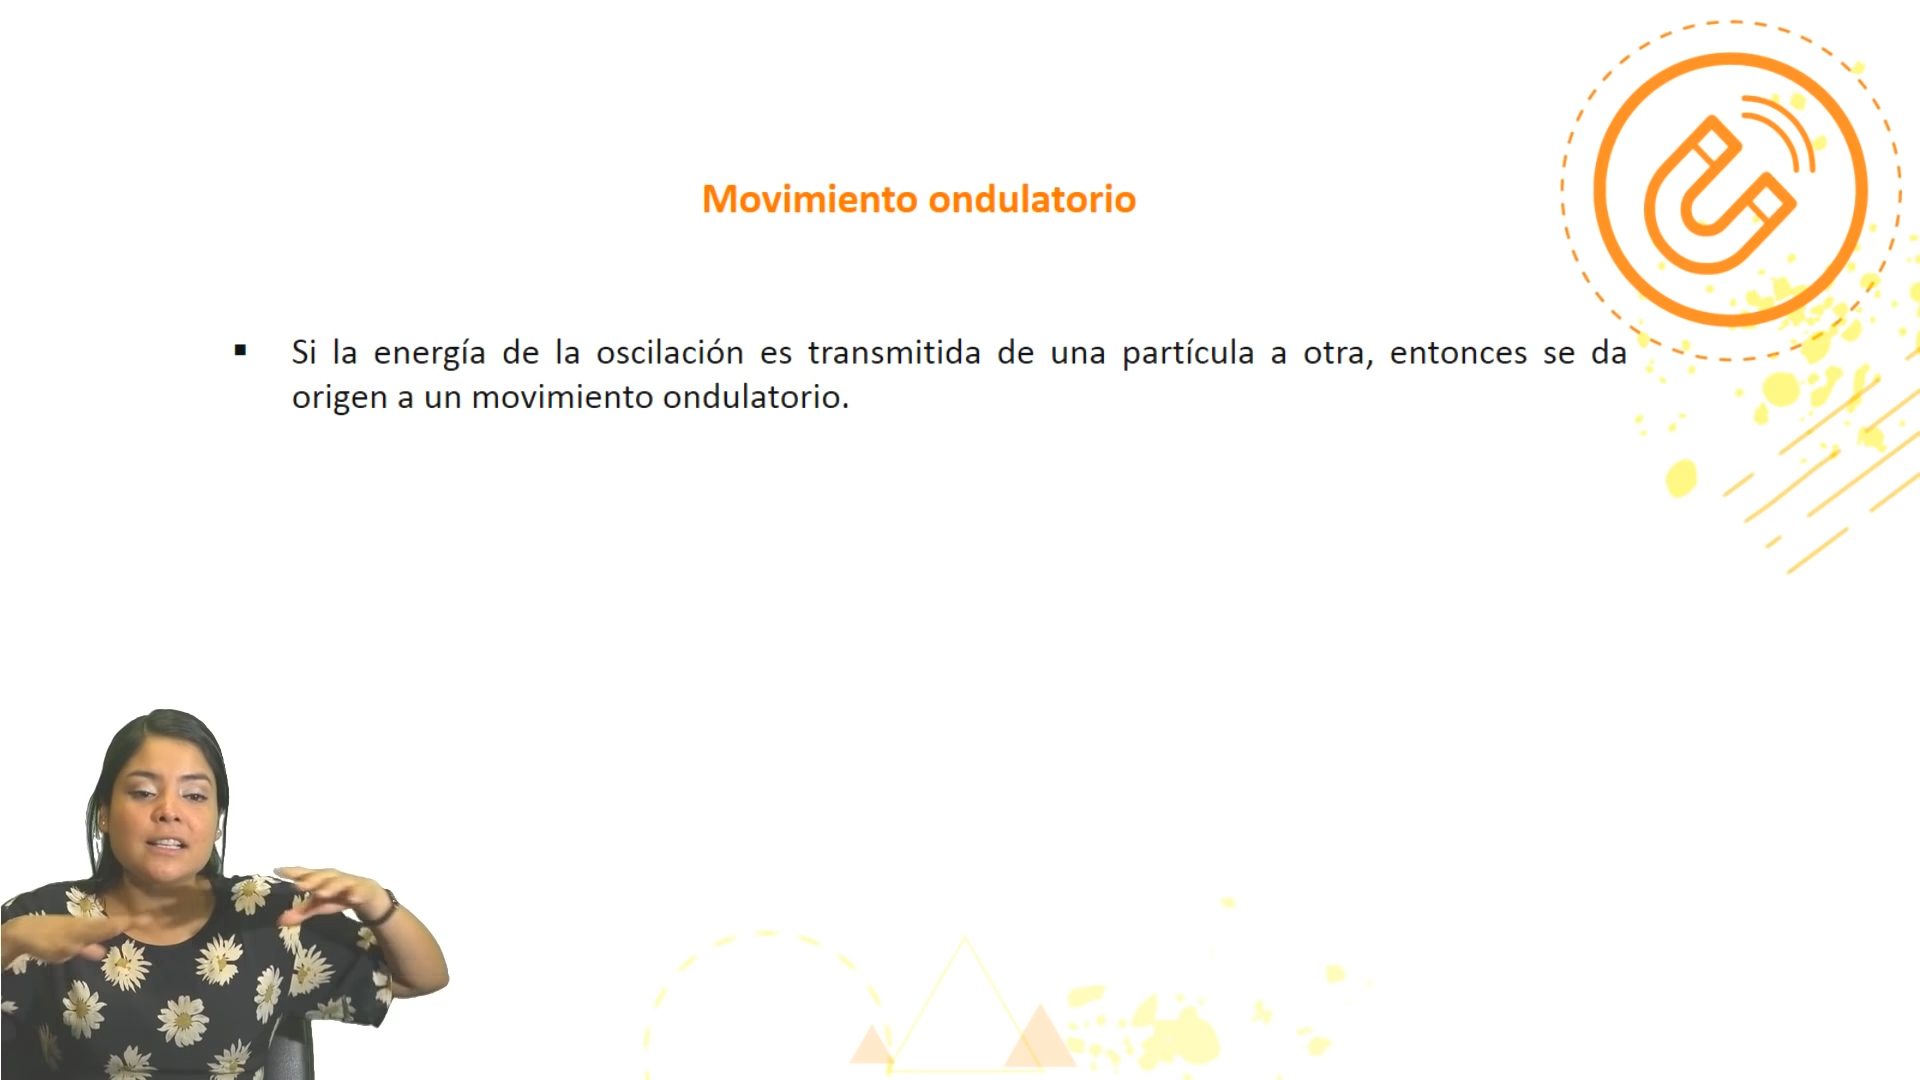 Movimiento ondulatorio
▪ Si la energía de la oscilación es transmitida de una partícula a otra, entonces se da
origen a un movimiento ondulatorio.